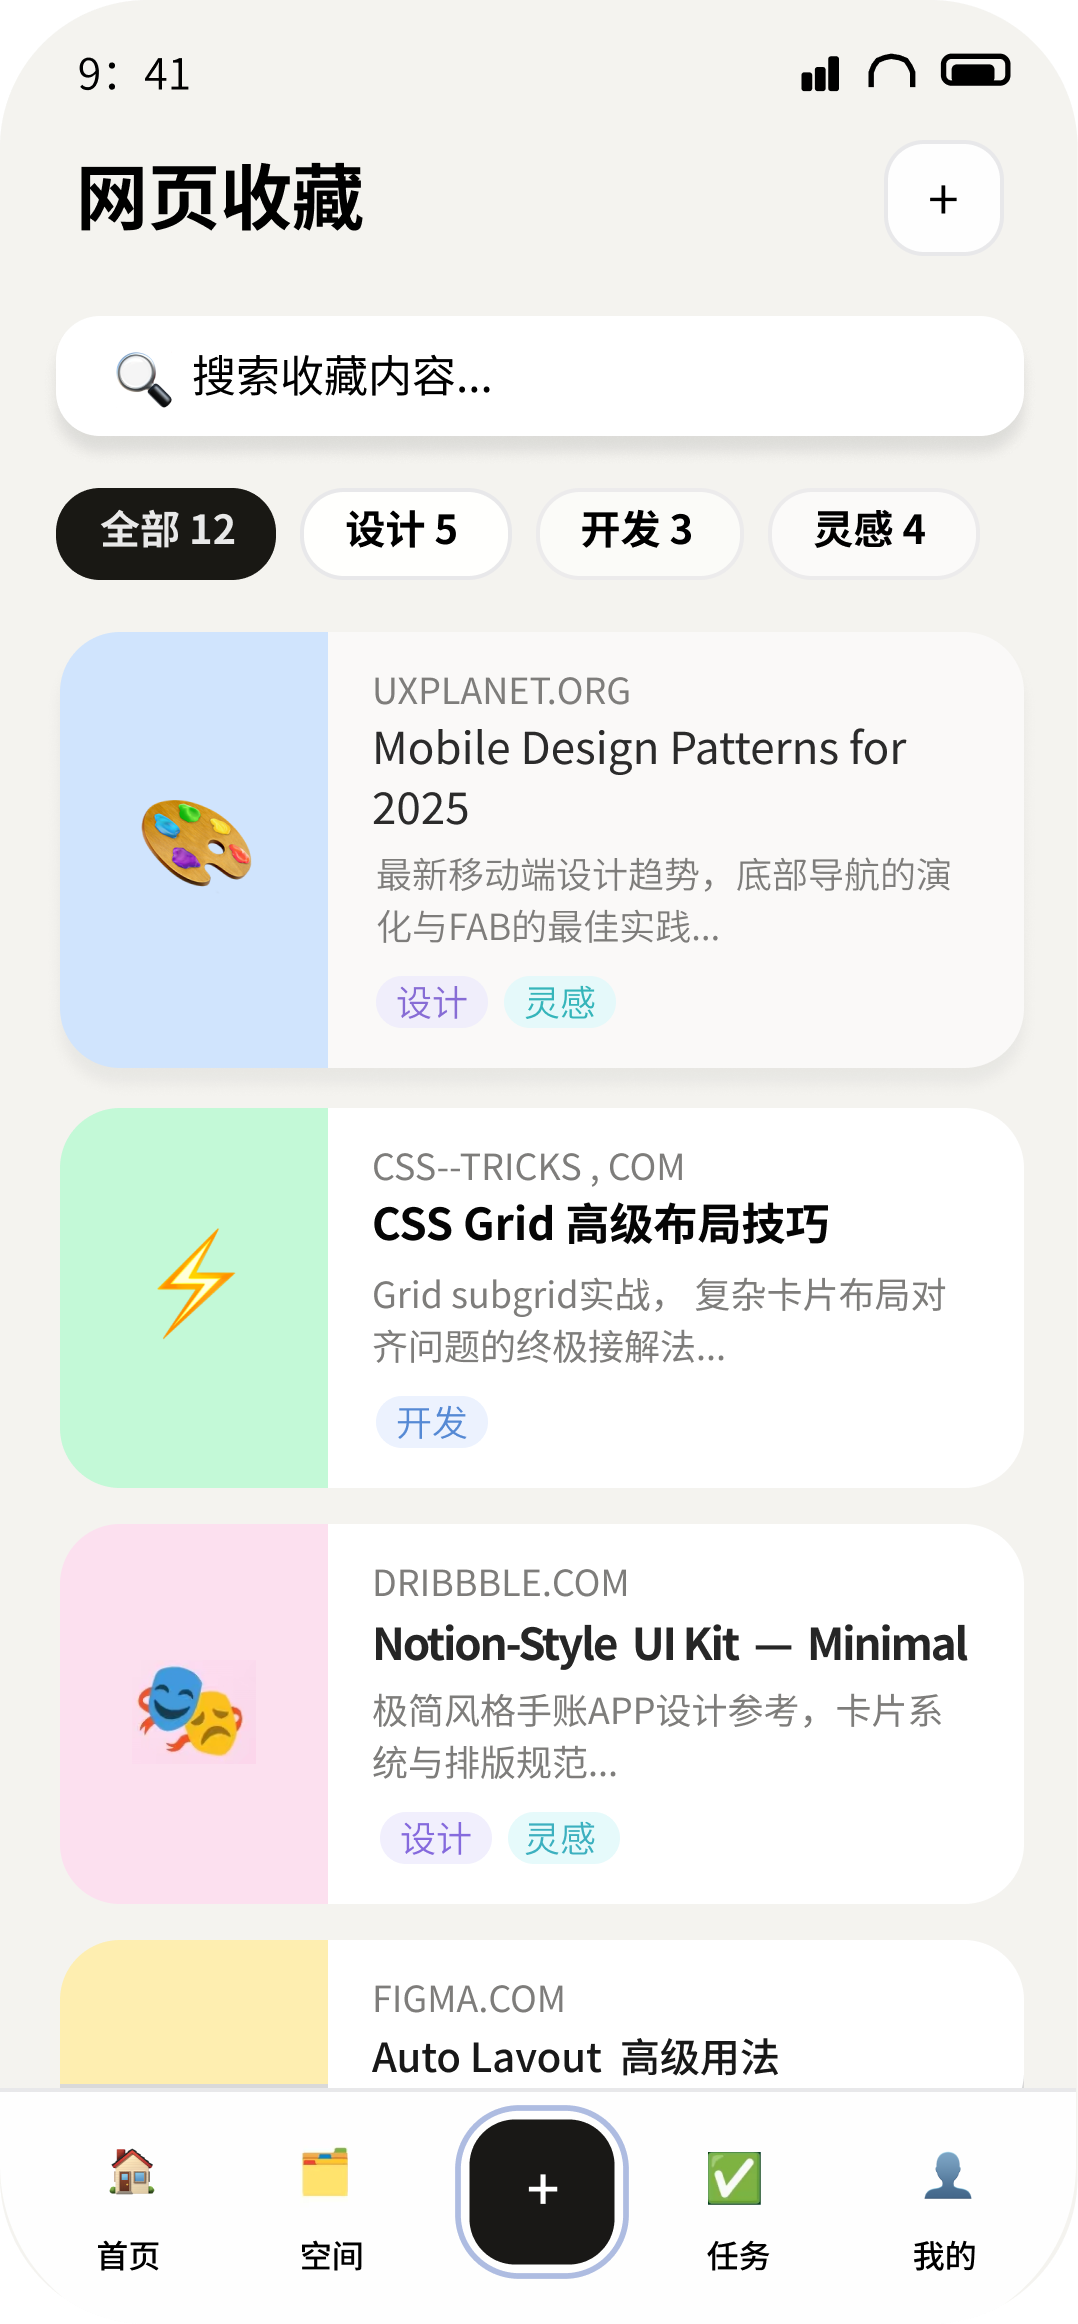 9：41
网页收藏
+
搜索收藏内容...
全部 12
设计 5
开发 3
灵感 4
UXPLANET.ORG
Mobile Design Patterns for
2025
最新移动端设计趋势，底部导航的演
化与FAB的最佳实践...
设计
灵感
CSS--TRICKS , COM
CSS Grid 高级布局技巧
Grid subgrid实战， 复杂卡片布局对
齐问题的终极接解法...
开发
DRIBBBLE.COM
Notion-Style UI Kit — Minimal
极简风格手账APP设计参考，卡片系
统与排版规范...
设计
灵感
FIGMA.COM
Auto Lavout 高级用法
+
首页
空间
任务
我的